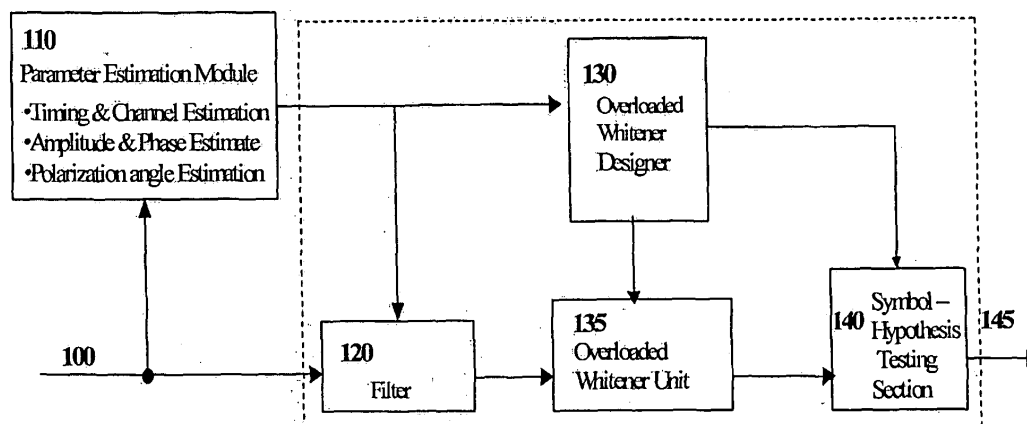 110
Parameter Estimation Module
•Timing & Channel Estimation
•Amplitude & Phase Estimate
•Polarization angle Estimation
130
Overloaded
Whitener
Designer
100
120
Filter
135
Overloaded
Whitener Unit
140
Symbol –
Hypothesis
Testing
Section
145